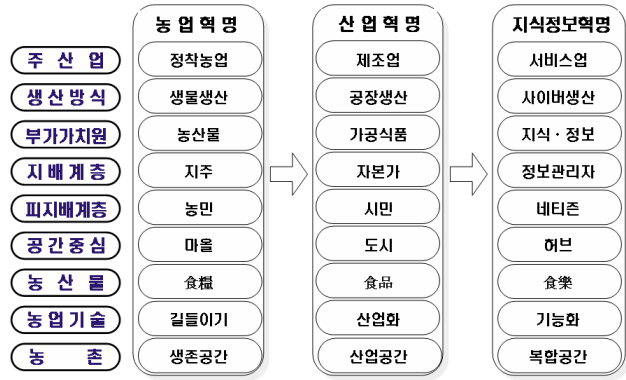 농업혁명 산업혁명 지식정보혁명
주산업 정착농업 제조업 서비스업
생산방식 생물생산 공장생산 사이버생산
부가가치원 농산물 가공식품 지식·정보
지배계층 지주 자본가 정보관리자
피지배계층 농민 시민 네티즌
공간중심 마을 도시 허브
농산물 食糧 食品 食樂
농업기술 길들이기 산업화 기능화
농촌 생존공간 산업공간 복합공간